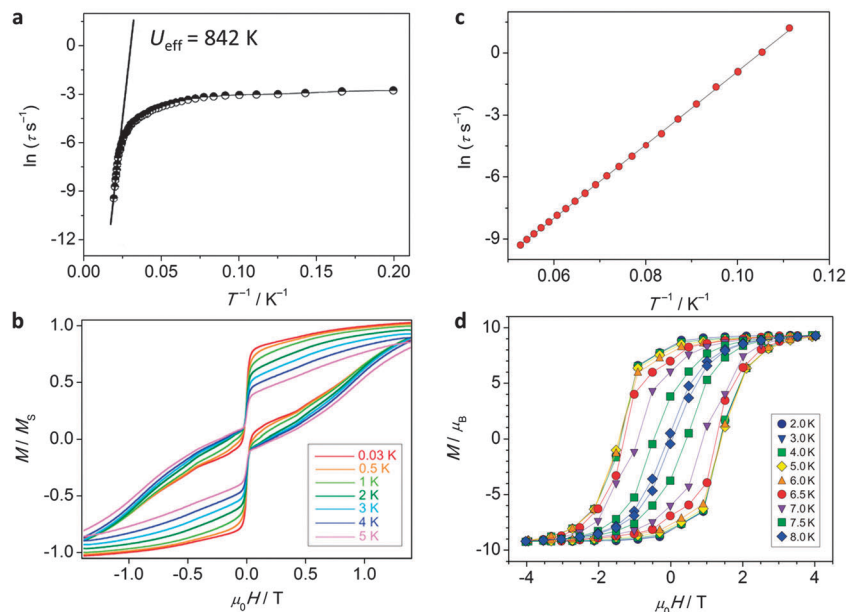 a
U_eff = 842 K
ln (τ s⁻¹)
0
-3
-6
-9
-12
0.00 0.05 0.10 0.15 0.20
T⁻¹ / K⁻¹
c
ln (τ s⁻¹)
0
-3
-6
-9
0.06 0.08 0.10 0.12
T⁻¹ / K⁻¹
b
M / M_S
1.0
0.5
0.0
-0.5
-1.0
0.03 K
0.5 K
1 K
2 K
3 K
4 K
5 K
-1.0 -0.5 0.0 0.5 1.0
μ₀H / T
d
M / μ_B
10
5
0
-5
-10
2.0 K
3.0 K
4.0 K
5.0 K
6.0 K
6.5 K
7.0 K
7.5 K
8.0 K
-4 -2 0 2 4
μ₀H / T